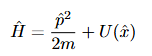 Ĥ = p̂²/2m + U(x̂)